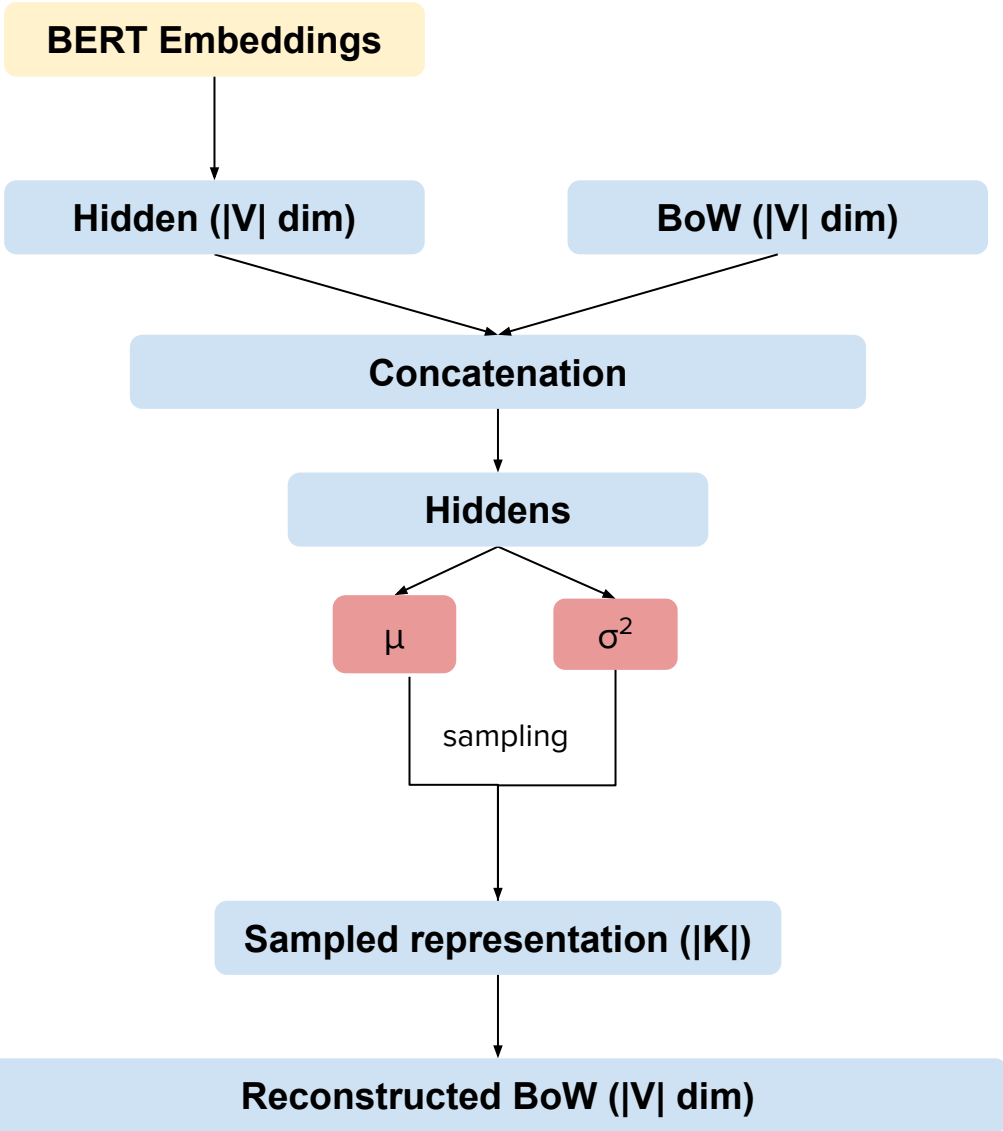 BERT Embeddings
Hidden (|V| dim)
BoW (|V| dim)
Concatenation
Hiddens
μ
σ²
sampling
Sampled representation (|K|)
Reconstructed BoW (|V| dim)